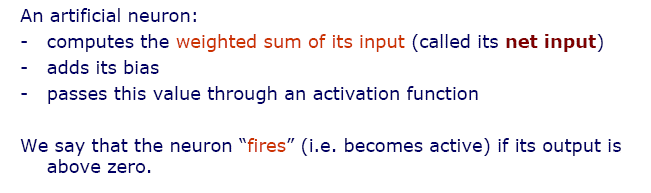 An artificial neuron:
- computes the weighted sum of its input (called its net input)
- adds its bias
- passes this value through an activation function
We say that the neuron “fires” (i.e. becomes active) if its output is
above zero.